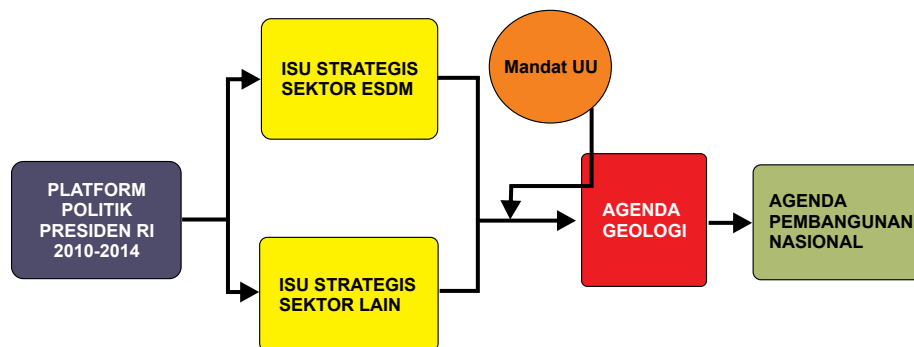 PLATFORM
POLITIK
PRESIDEN RI
2010-2014
ISU STRATEGIS
SEKTOR ESDM
ISU STRATEGIS
SEKTOR LAIN
Mandat UU
AGENDA
GEOLOGI
AGENDA
PEMBANGUNAN
NASIONAL